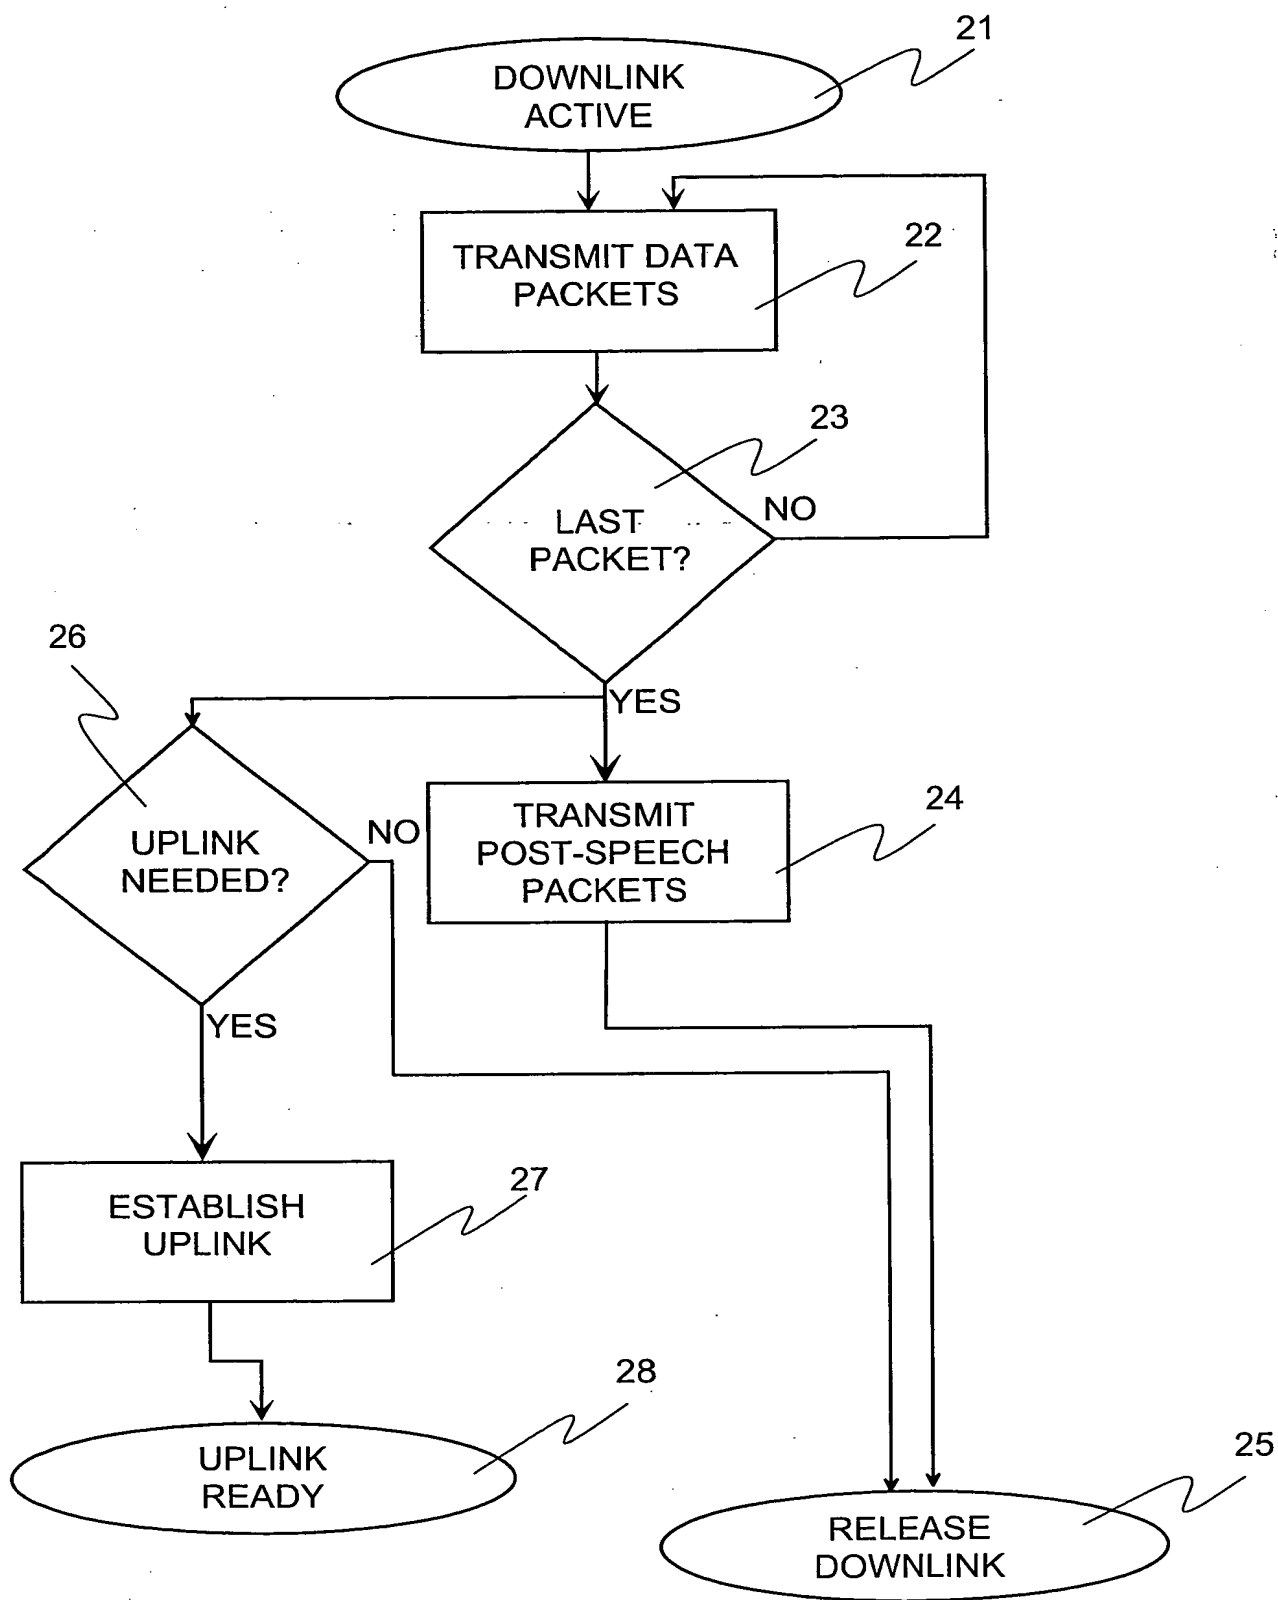 21
DOWNLINK
ACTIVE
22
TRANSMIT DATA
PACKETS
23
NO
LAST
PACKET?
26
YES
24
TRANSMIT
POST-SPEECH
PACKETS
NO
UPLINK
NEEDED?
YES
27
ESTABLISH
UPLINK
28
UPLINK
READY
25
RELEASE
DOWNLINK